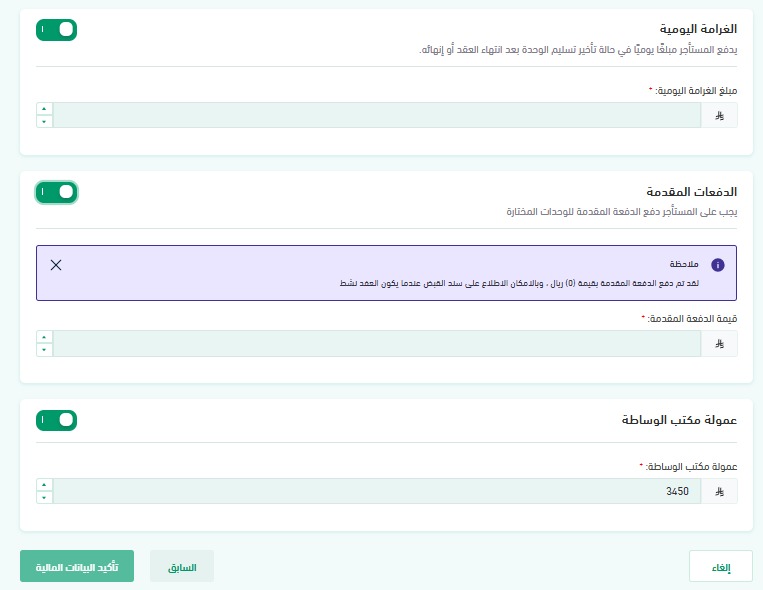 الغرامة اليومية
يدفع المستأجر مبلغًا يوميًا في حالة تأخير تسليم الوحدة بعد انتهاء العقد أو إنهائه.
مبلغ الغرامة اليومية: *
الدفعات المقدمة
يجب على المستأجر دفع الدفعة المقدمة للوحدات المختارة
ملاحظة
لقد تم دفع الدفعة المقدمة بقيمة (0) ريال ، وبالامكان الاطلاع على سند القبض عندما يكون العقد نشط
قيمة الدفعة المقدمة: *
عمولة مكتب الوساطة
عمولة مكتب الوساطة: *
3450
إلغاء
السابق
تأكيد البيانات المالية